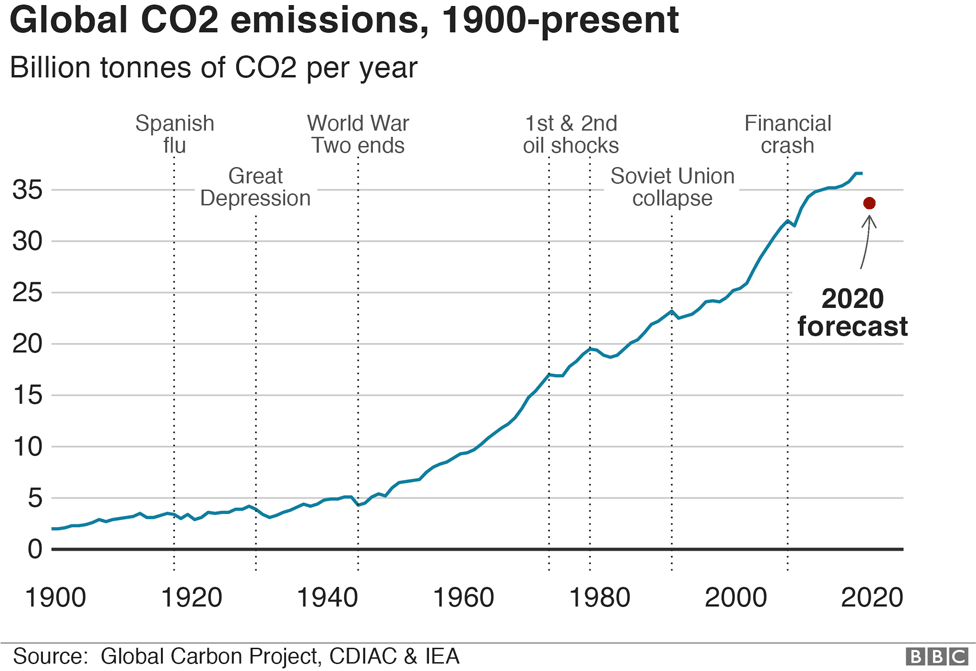 Global CO2 emissions, 1900-present
Billion tonnes of CO2 per year
Spanish
flu
Great
Depression
World War
Two ends
1st & 2nd
oil shocks
Soviet Union
collapse
Financial
crash
35
30
25
20
15
10
5
0
2020
forecast
1900
1920
1940
1960
1980
2000
2020
Source: Global Carbon Project, CDIAC & IEA
BBC